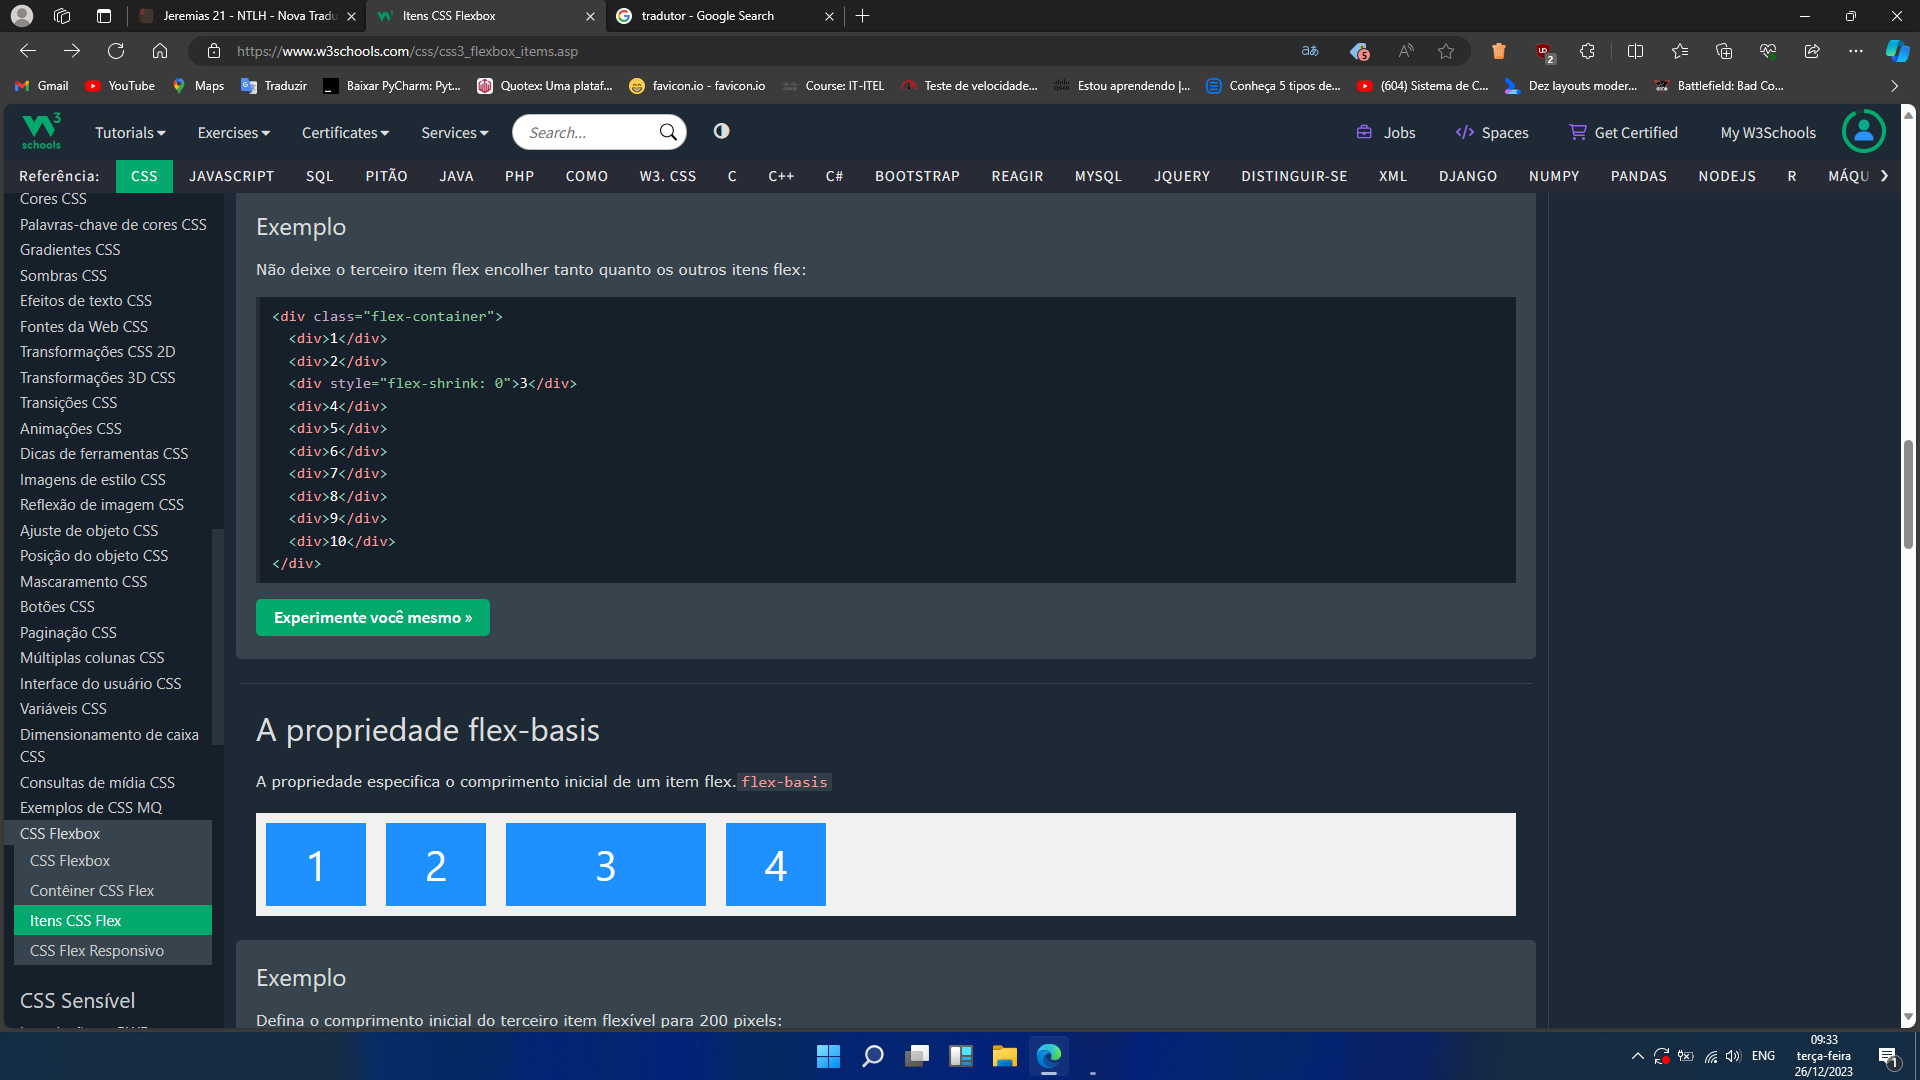 Jeremias 21 - NTLH - Nova Tradu
Itens CSS Flexbox
tradutor - Google Search
https://www.w3schools.com/css/css3_flexbox_items.asp
aあ
5
2
Gmail
YouTube
Maps
Traduzir
Baixar PyCharm: Pyt...
Quotex: Uma plataf...
favicon.io - favicon.io
Course: IT-ITEL
Teste de velocidade...
Estou aprendendo |...
Conheça 5 tipos de...
(604) Sistema de C...
Dez layouts moder...
Battlefield: Bad Co...
W3 schools
Tutorials
Exercises
Certificates
Services
Search...
Jobs
Spaces
Get Certified
My W3Schools
Referência:
CSS
JAVASCRIPT
SQL
PITÃO
JAVA
PHP
COMO
W3. CSS
C
C++
C#
BOOTSTRAP
REAGIR
MYSQL
JQUERY
DISTINGUIR-SE
XML
DJANGO
NUMPY
PANDAS
NODEJS
R
MÁQU
Cores CSS
Palavras-chave de cores CSS
Gradientes CSS
Sombras CSS
Efeitos de texto CSS
Fontes da Web CSS
Transformações CSS 2D
Transformações 3D CSS
Transições CSS
Animações CSS
Dicas de ferramentas CSS
Imagens de estilo CSS
Reflexão de imagem CSS
Ajuste de objeto CSS
Posição do objeto CSS
Mascaramento CSS
Botões CSS
Paginação CSS
Múltiplas colunas CSS
Interface do usuário CSS
Variáveis CSS
Dimensionamento de caixa
CSS
Consultas de mídia CSS
Exemplos de CSS MQ
CSS Flexbox
CSS Flexbox
Contêiner CSS Flex
Itens CSS Flex
CSS Flex Responsivo
CSS Sensível
Exemplo
Não deixe o terceiro item flex encolher tanto quanto os outros itens flex:
<div class="flex-container">
  <div>1</div>
  <div>2</div>
  <div style="flex-shrink: 0">3</div>
  <div>4</div>
  <div>5</div>
  <div>6</div>
  <div>7</div>
  <div>8</div>
  <div>9</div>
  <div>10</div>
</div>
Experimente você mesmo »
A propriedade flex-basis
A propriedade especifica o comprimento inicial de um item flex. flex-basis
1 2 3 4
Exemplo
Defina o comprimento inicial do terceiro item flexível para 200 pixels:
ENG
09:33
terça-feira
26/12/2023
1